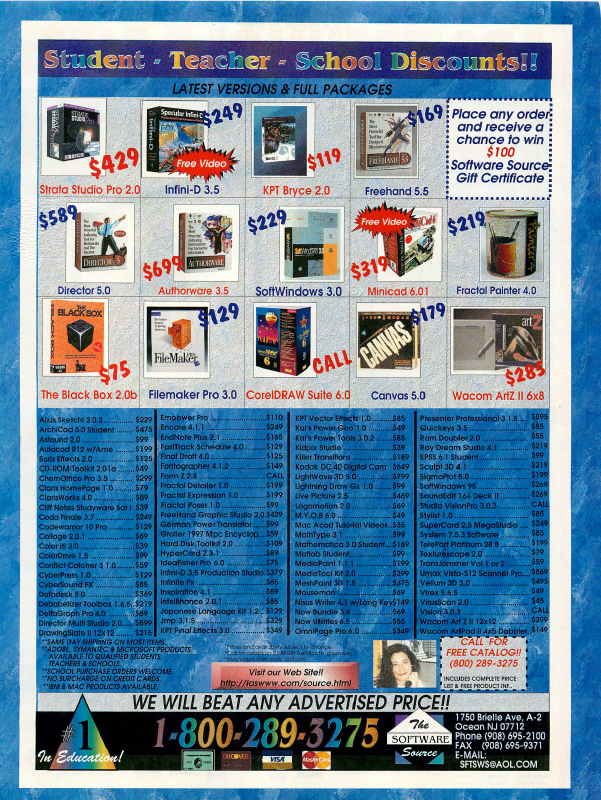 Student - Teacher - School Discounts!!
LATEST VERSIONS & FULL PACKAGES
$429
Strata Studio Pro 2.0
$249
Free Video
Infini-D 3.5
$119
KPT Bryce 2.0
$169
Freehand 5.5
Place any order
and receive a
chance to win
$100
Software Source
Gift Certificate
$589
DIRECTOR 5
Director 5.0
$699
AUTHORWARE
Authorware 3.5
$229
SoftWindows 3.0
Free Video
$319
Minicad 6.01
$219
Fractal Painter 4.0
THE
BLACK BOX
$75
The Black Box 2.0b
FileMaker
$129
Filemaker Pro 3.0
CALL
CorelDRAW Suite 6.0
CANVAS
$179
Canvas 5.0
artZ
$285
Wacom ArtZ II 6x8
Alias Sketch! 2.0.2 $229
ArchiCad 5.0 Student $475
Astound 2.0 $99
Autocad R12 w/Ame $199
Boris Effects 2.0 $125
CD-ROM Toolkit 2.01a $49
ChemOffice Pro 3.5 $299
Claris HomePage 1.0 $79
ClarisWorks 4.0 $89
Cliff Notes Studyware Sat I $39
Coda Finale 3.7 $249
Codewarrior 10 Pro $129
Collage 2.0.1 $69
Color It! 3.0 $39
ColorDrive 1.5 $99
Conflict Catcher 3 1.0 $59
CyberPress 1.0 $129
CyberSound FX $85
Datadesk 5.0 $369
Debabelizer Toolbox 1.6.5 $219
DeltaGraph Pro 4.0 $89
Director Multi Studio 2.0 $899
DrawingSlate II 12x12 $215
Empower Pro $110
Encore 4.1.1 $249
EndNote Plus 2.1 $165
FastTrack Schedule 4.0 $129
Final Draft 4.0 $125
Fontographer 4.1.2 $149
Form Z 2.8 CALL
Fractal Detailer 1.0 $199
Fractal Expression 1.0 $199
Fractal Poser 1.0 $99
FreeHand Graphic Studio 2.0 $429
German Power Translator $99
Grolier 1997 Mpc Encyclop $59
Hard Disk Toolkit 2.0 $109
HyperCard 2.3.1 $89
IdeaFisher Pro 6.0 $75
Infini-D 3.5 Production Studio $379
Infinite FX $65
Inspiration 4.1 $89
Intellihance 2.0.1 $85
Japanese Language Kit 1.2 $129
Jmp 3.1.5 $329
KPT Final Effects 3.0 $349
KPT Vector Effects 1.0 $85
Kai's Power Goo 1.0 $49
Kai's Power Tools 3.0.2 $85
Kidpix Studio $39
Killer Transitions $189
Kodak DC 40 Digital Cam $649
LightWave 3D 5.0 $799
Lightning Draw Gx 1.0 $99
Live Picture 2.5 $469
Logomotion 2.0 $69
M.Y.O.B 6.0 $49
Mac Acad Tutorial Videos $35
MathType 3.1 $99
Mathematica 3.0 Student $169
Matlab Student $99
MediaPaint 1.1.1 $199
MediaTool Kit 2.0 $399
MeshPaint 3D 1.5 $375
Mouseman $69
Nisus Writer 4.1 w/Lang Key $149
Now Bundle 3.6 $69
Now Utilities 6.5 $55
OmniPage Pro 6.0 $349
Presenter Professional 3.1.5 $895
Quickeys 3.5 $85
Ram Doubler 2.0 $55
Ray Dream Studio 4.1 $219
SPSS 6.1 Student $99
Sculpt 3D 4.1 $219
SigmaPlot 5.0 $199
SoftWindows 95 $269
SoundEdit 16+ Deck II $269
Studio VisionPro 3.0.3 CALL
Stylist 1.0 $85
SuperCard 2.5 MegaStudio $249
System 7.5.3 Software $85
TelePort Platinum 28.8 $199
Texturescape 2.0 $79
TransJammer Vol 1 or 2 $59
Umax Vista-S12 Scanner Pro $869
Vellum 3D 3.0 $495
Virex 5.6.5 $49
VirusScan 2.0 $45
Vision 3.0.3 CALL
Wacom ArtZ II 12x12 $399
Wacom ArtPad II 4x5 Dobble $149
*SAME DAY SHIPPING ON MOST ITEMS.
**ADOBE, SYMANTEC & MICROSOFT PRODUCTS
AVAILABLE TO QUALIFIED STUDENTS,
TEACHERS & SCHOOLS.
**SCHOOL PURCHASE ORDERS WELCOME.
*NO SURCHARGE ON CREDIT CARDS.
**IBM & MAC PRODUCTS AVAILABLE.
Visit our Web Site!!
http://iaswww.com/source.html
CALL FOR
FREE CATALOG!!
(800) 289-3275
INCLUDES COMPLETE PRICE
LIST & FREE PRODUCT INF..
WE WILL BEAT ANY ADVERTISED PRICE!!
#1
In Education!
1-800-289-3275
DISCOVER
VISA
MasterCard
The
SOFTWARE
Source
1750 Brielle Ave, A-2
Ocean NJ 07712
Phone (908) 695-2100
FAX (908) 695-9371
E-MAIL:
SFTSWS@AOL.COM